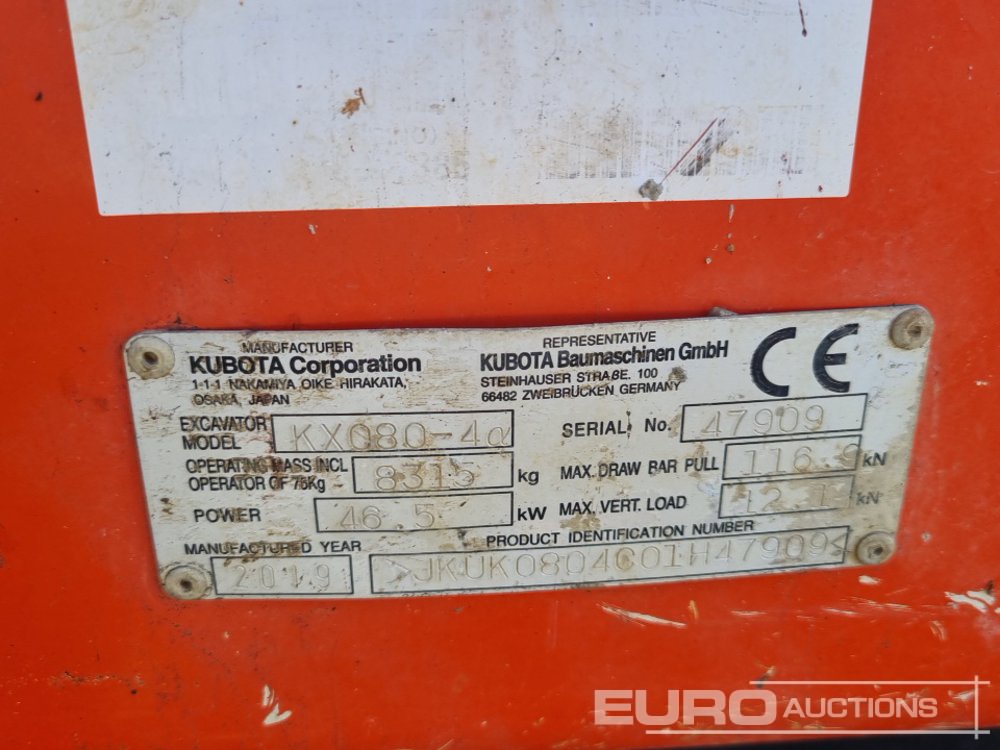 MANUFACTURER
KUBOTA Corporation
1-1-1 NAKAMIYA OIKE HIRAKATA,
OSAKA, JAPAN
REPRESENTATIVE
KUBOTA Baumaschinen GmbH
STEINHAUSER STRAßE. 100
66482 ZWEIBRÜCKEN GERMANY
CE
EXCAVATOR MODEL KX080-4α
SERIAL No. 47909
OPERATING MASS INCL OPERATOR OF 75Kg 8315 kg
MAX. DRAW BAR PULL 116.9 kN
POWER 46.5 kW
MAX. VERT. LOAD 12.1 kN
MANUFACTURED YEAR 2019
PRODUCT IDENTIFICATION NUMBER
>JKUK0804C01H47909<
EURO AUCTIONS